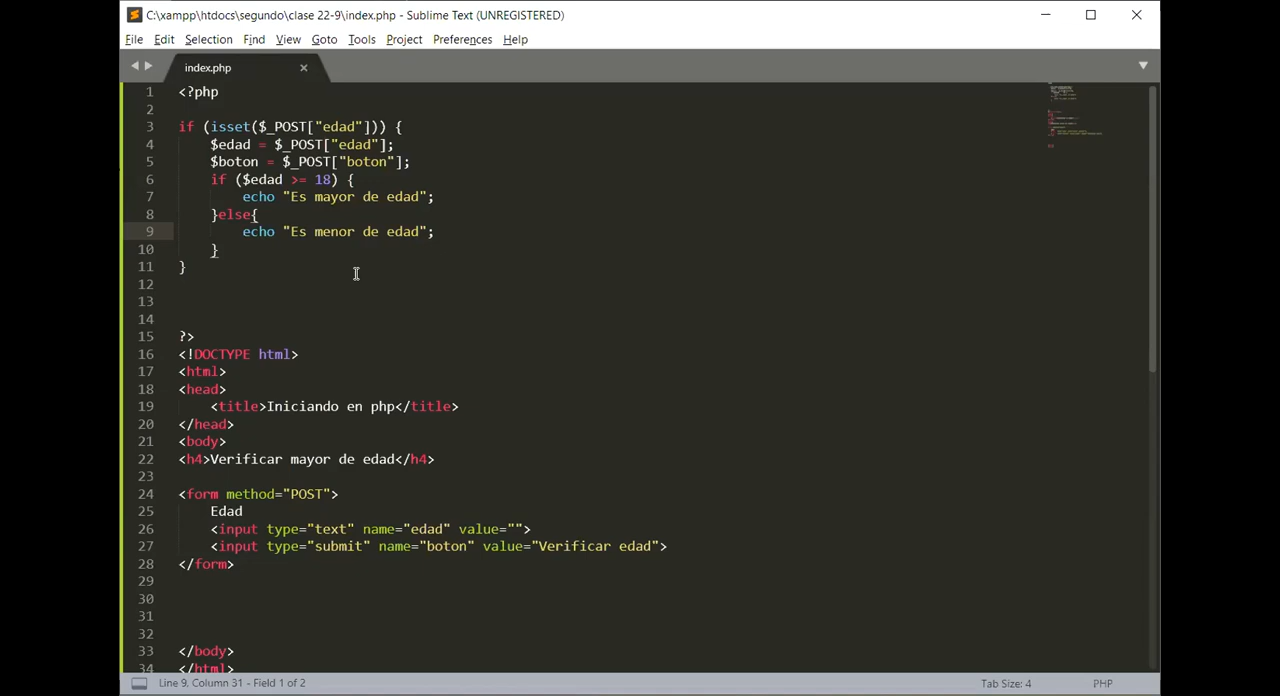 C:\xampp\htdocs\segundo\clase 22-9\index.php - Sublime Text (UNREGISTERED)
File Edit Selection Find View Goto Tools Project Preferences Help
index.php
1 <?php
2
3 if (isset($_POST["edad"])) {
4 $edad = $_POST["edad"];
5 $boton = $_POST["boton"];
6 if ($edad >= 18) {
7 echo "Es mayor de edad";
8 }else{
9 echo "Es menor de edad";
10 }
11 }
12
13
14
15 ?>
16 <!DOCTYPE html>
17 <html>
18 <head>
19 <title>Iniciando en php</title>
20 </head>
21 <body>
22 <h4>Verificar mayor de edad</h4>
23
24 <form method="POST">
25 Edad
26 <input type="text" name="edad" value="">
27 <input type="submit" name="boton" value="Verificar edad">
28 </form>
29
30
31
32
33 </body>
34 </html>
Line 9, Column 31 - Field 1 of 2 Tab Size: 4 PHP